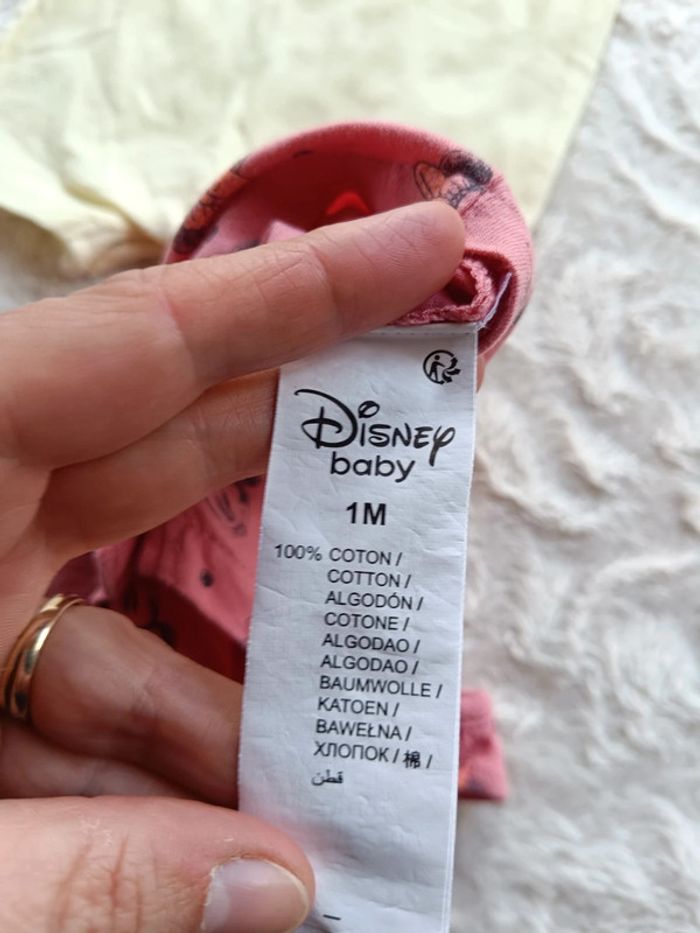 Disney
baby
1M
100% COTON /
COTTON /
ALGODÓN /
COTONE /
ALGODAO /
ALGODAO /
BAUMWOLLE /
KATOEN /
BAWEŁNA /
ХЛОПОК / 棉 /
قطن